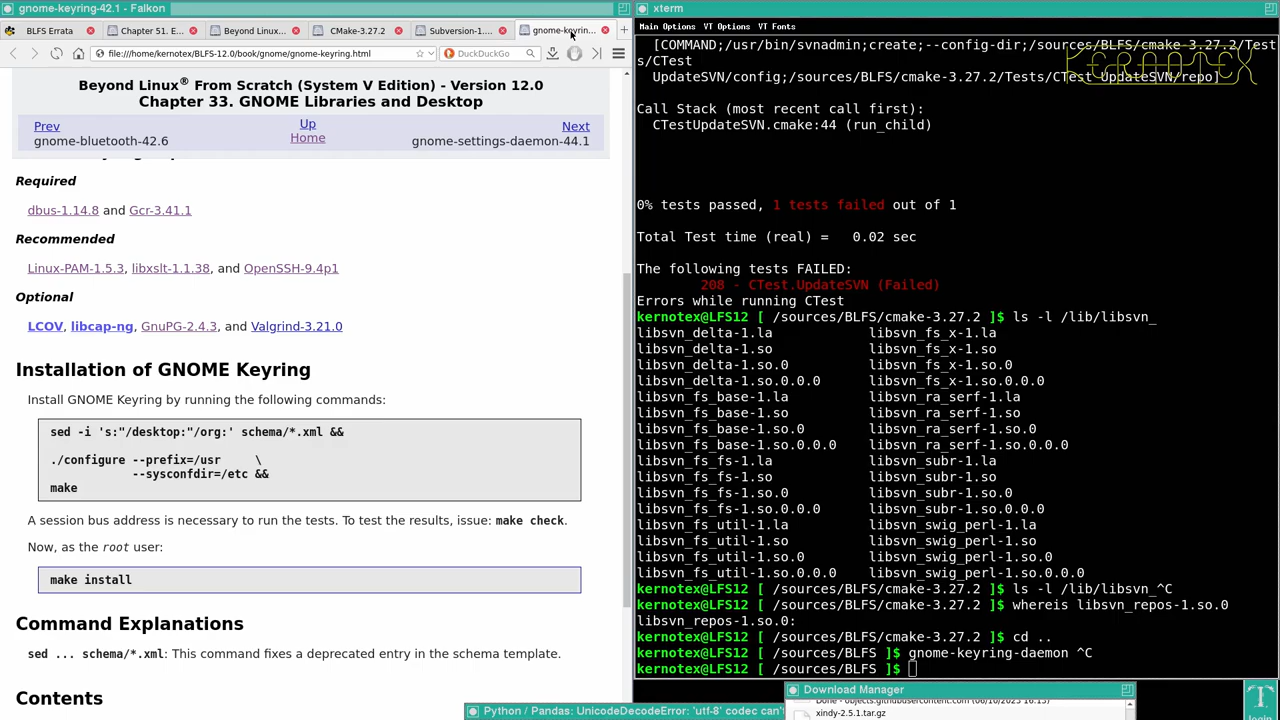 gnome-keyring-42.1 - Falkon
BLFS Errata
Chapter 51. E...
Beyond Linux...
CMake-3.27.2
Subversion-1....
gnome-keyrin...
file:///home/kernotex/BLFS-12.0/book/gnome/gnome-keyring.html
DuckDuckGo
Beyond Linux® From Scratch (System V Edition) - Version 12.0
Chapter 33. GNOME Libraries and Desktop
Prev
Up
Next
gnome-bluetooth-42.6
Home
gnome-settings-daemon-44.1
Required
dbus-1.14.8 and Gcr-3.41.1
Recommended
Linux-PAM-1.5.3, libxslt-1.1.38, and OpenSSH-9.4p1
Optional
LCOV, libcap-ng, GnuPG-2.4.3, and Valgrind-3.21.0
Installation of GNOME Keyring
Install GNOME Keyring by running the following commands:
sed -i 's:"/desktop:"/org:' schema/*.xml &&
./configure --prefix=/usr \
--sysconfdir=/etc &&
make
A session bus address is necessary to run the tests. To test the results, issue: make check.
Now, as the root user:
make install
Command Explanations
sed ... schema/*.xml: This command fixes a deprecated entry in the schema template.
Contents
xterm
Main Options VT Options VT Fonts
[COMMAND;/usr/bin/svnadmin;create;--config-dir;/sources/BLFS/cmake-3.27.2/Test
s/CTest
UpdateSVN/config;/sources/BLFS/cmake-3.27.2/Tests/CTest UpdateSVN/repo]
KERNOTEX
Call Stack (most recent call first):
CTestUpdateSVN.cmake:44 (run_child)
0% tests passed, 1 tests failed out of 1
Total Test time (real) = 0.02 sec
The following tests FAILED:
208 - CTest.UpdateSVN (Failed)
Errors while running CTest
kernotex@LFS12 [ /sources/BLFS/cmake-3.27.2 ]$ ls -l /lib/libsvn_
libsvn_delta-1.la libsvn_fs_x-1.la
libsvn_delta-1.so libsvn_fs_x-1.so
libsvn_delta-1.so.0 libsvn_fs_x-1.so.0
libsvn_delta-1.so.0.0.0 libsvn_fs_x-1.so.0.0.0
libsvn_fs_base-1.la libsvn_ra_serf-1.la
libsvn_fs_base-1.so libsvn_ra_serf-1.so
libsvn_fs_base-1.so.0 libsvn_ra_serf-1.so.0
libsvn_fs_base-1.so.0.0.0 libsvn_ra_serf-1.so.0.0.0
libsvn_fs_fs-1.la libsvn_subr-1.la
libsvn_fs_fs-1.so libsvn_subr-1.so
libsvn_fs_fs-1.so.0 libsvn_subr-1.so.0
libsvn_fs_fs-1.so.0.0.0 libsvn_subr-1.so.0.0.0
libsvn_fs_util-1.la libsvn_swig_perl-1.la
libsvn_fs_util-1.so libsvn_swig_perl-1.so
libsvn_fs_util-1.so.0 libsvn_swig_perl-1.so.0
libsvn_fs_util-1.so.0.0.0 libsvn_swig_perl-1.so.0.0.0
kernotex@LFS12 [ /sources/BLFS/cmake-3.27.2 ]$ ls -l /lib/libsvn_^C
kernotex@LFS12 [ /sources/BLFS/cmake-3.27.2 ]$ whereis libsvn_repos-1.so.0
libsvn_repos-1.so.0:
kernotex@LFS12 [ /sources/BLFS/cmake-3.27.2 ]$ cd ..
kernotex@LFS12 [ /sources/BLFS ]$ gnome-keyring-daemon ^C
kernotex@LFS12 [ /sources/BLFS ]$
Download Manager
Done - objects.githubusercontent.com
xindy-2.5.1.tar.gz
Python / Pandas: UnicodeDecodeError: 'utf-8' codec can't